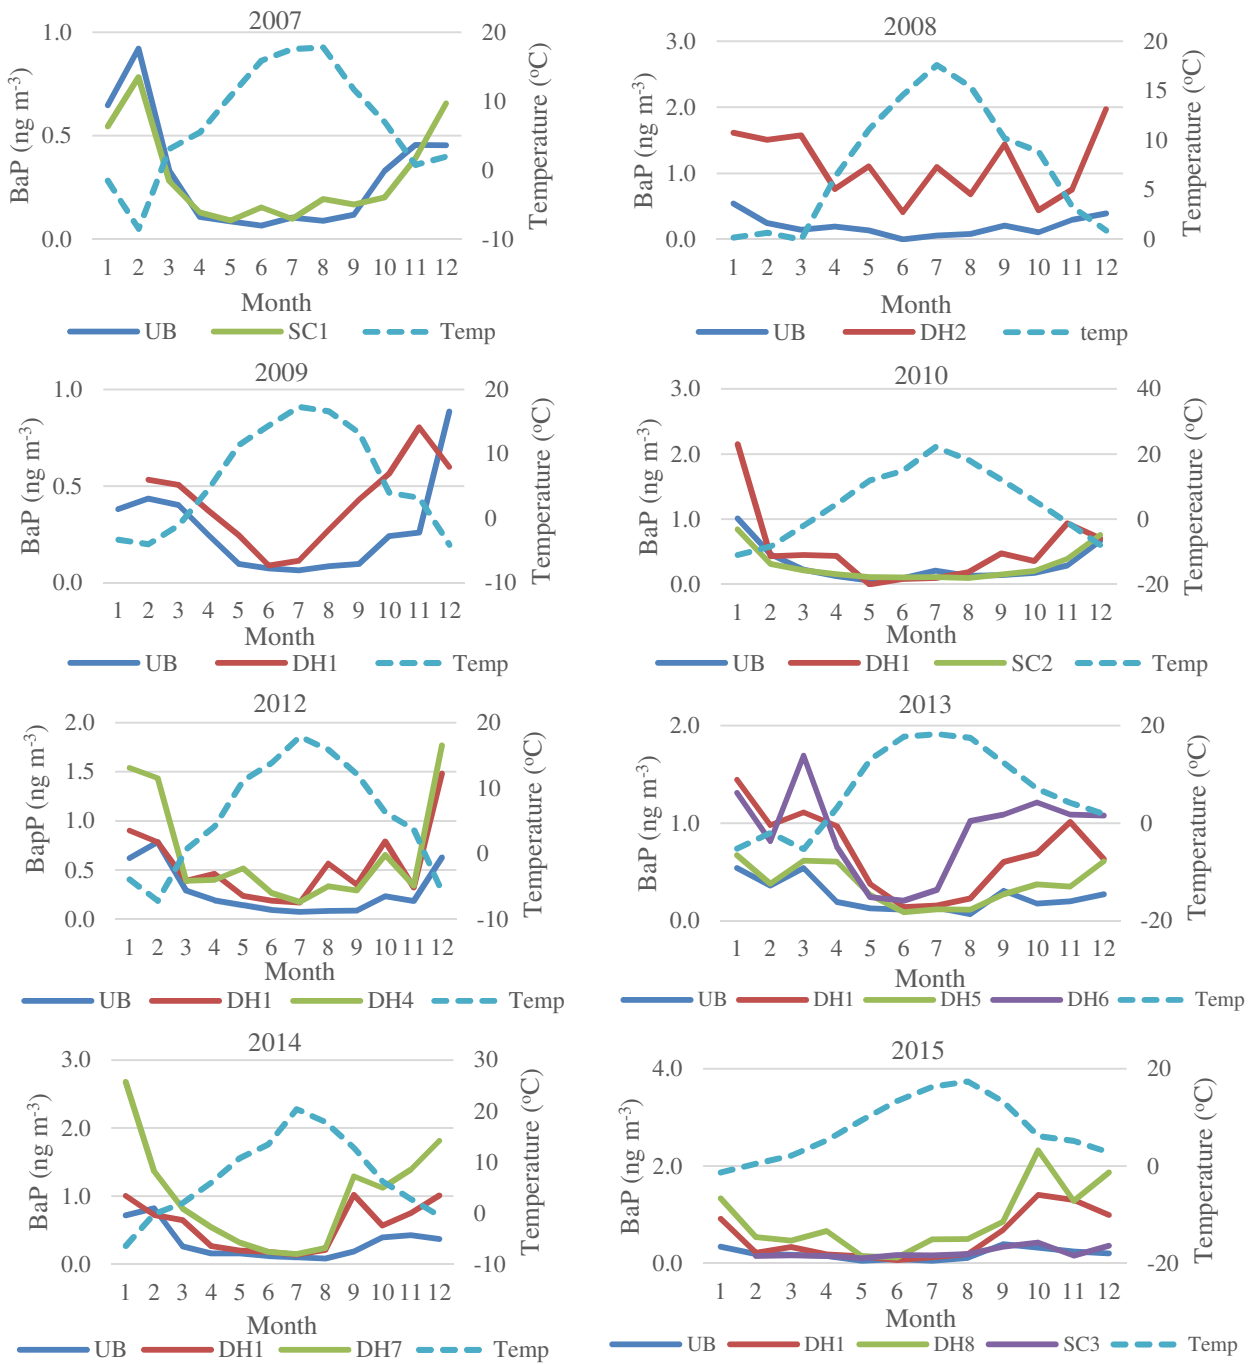 2007
BaP (ng m-3)
1.0
0.5
0.0
20
10
0
-10
Temperature (oC)
1 2 3 4 5 6 7 8 9 10 11 12
Month
UB SC1 Temp
2008
BaP (ng m-3)
3.0
2.0
1.0
0.0
20
15
10
5
0
Temperature (oC)
1 2 3 4 5 6 7 8 9 10 11 12
Month
UB DH2 temp
2009
BaP (ng m-3)
1.0
0.5
0.0
20
10
0
-10
Temperature (oC)
1 2 3 4 5 6 7 8 9 10 11 12
Month
UB DH1 Temp
2010
BaP (ng m-3)
3.0
2.0
1.0
0.0
40
20
0
-20
Tempereature (oC)
1 2 3 4 5 6 7 8 9 10 11 12
Month
UB DH1 SC2 Temp
2012
BapP (ng m-3)
2.0
1.5
1.0
0.5
0.0
20
10
0
-10
Temperature (oC)
1 2 3 4 5 6 7 8 9 10 11 12
Month
UB DH1 DH4 Temp
2013
BaP (ng m-3)
2.0
1.0
0.0
20
0
-20
Temperature (oC)
1 2 3 4 5 6 7 8 9 10 11 12
Month
UB DH1 DH5 DH6 Temp
2014
BaP (ng m-3)
3.0
2.0
1.0
0.0
30
20
10
0
-10
Temperature (oC)
1 2 3 4 5 6 7 8 9 10 11 12
Month
UB DH1 DH7 Temp
2015
BaP (ng m-3)
4.0
2.0
0.0
20
0
-20
Temperature (oC)
1 2 3 4 5 6 7 8 9 10 11 12
Month
UB DH1 DH8 SC3 Temp